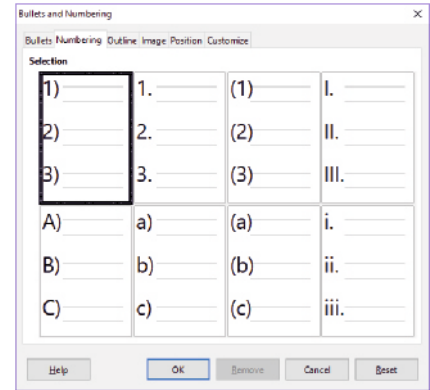 Bullets and Numbering ×
Bullets Numbering Outline Image Position Customize
Selection
1) 1. (1) I.
2) 2. (2) II.
3) 3. (3) III.
A) a) (a) i.
B) b) (b) ii.
C) c) (c) iii.
Help OK Remove Cancel Reset